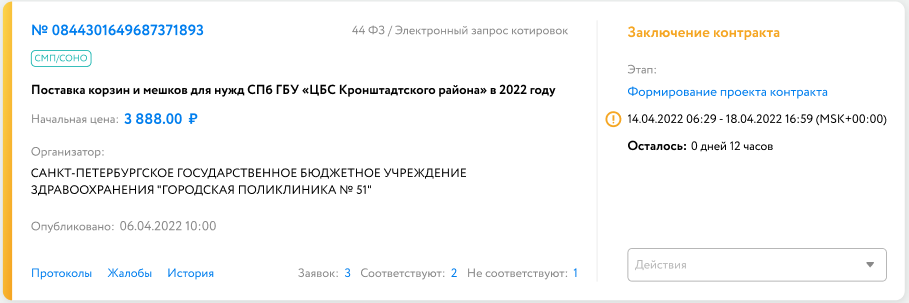 № 0844301649687371893
44 ФЗ / Электронный запрос котировок
СМП/СОНО
Поставка корзин и мешков для нужд СПб ГБУ «ЦБС Кронштадтского района» в 2022 году
Начальная цена: 3 888.00 ₽
Организатор:
САНКТ-ПЕТЕРБУРГСКОЕ ГОСУДАРСТВЕННОЕ БЮДЖЕТНОЕ УЧРЕЖДЕНИЕ
ЗДРАВООХРАНЕНИЯ "ГОРОДСКАЯ ПОЛИКЛИНИКА № 51"
Опубликовано: 06.04.2022 10:00
Протоколы Жалобы История
Заявок: 3 Соответствуют: 2 Не соответствуют: 1
Заключение контракта
Этап:
Формирование проекта контракта
14.04.2022 06:29 - 18.04.2022 16:59 (MSK+00:00)
Осталось: 0 дней 12 часов
Действия